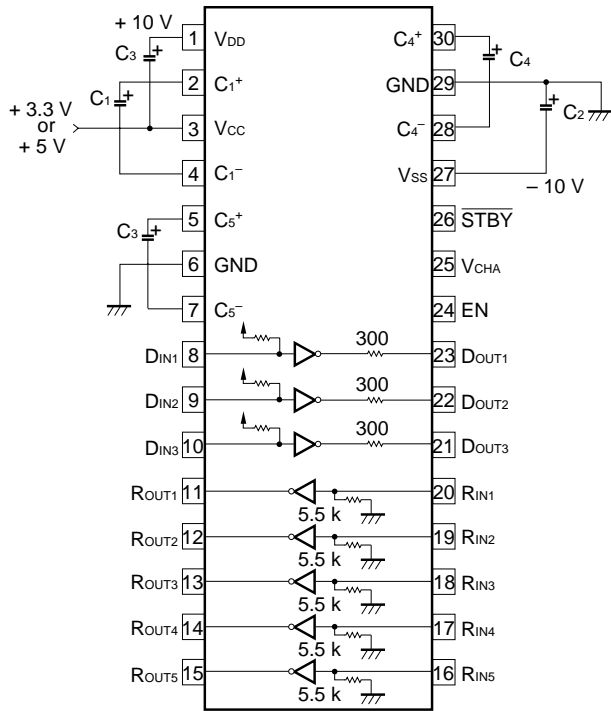 + 10 V
C3
+
1 VDD
C4+ 30
+
C4
C1
+
2 C1+
GND 29
+ 3.3 V
or
+ 5 V
3 VCC
C4− 28
+
C2
4 C1−
VSS 27
− 10 V
5 C5+
STBY 26
C3
+
6 GND
25 VCHA
7 C5−
24 EN
DIN1 8
300
23 DOUT1
DIN2 9
300
22 DOUT2
DIN3 10
300
21 DOUT3
ROUT1 11
5.5 k
20 RIN1
ROUT2 12
5.5 k
19 RIN2
ROUT3 13
5.5 k
18 RIN3
ROUT4 14
5.5 k
17 RIN4
ROUT5 15
5.5 k
16 RIN5